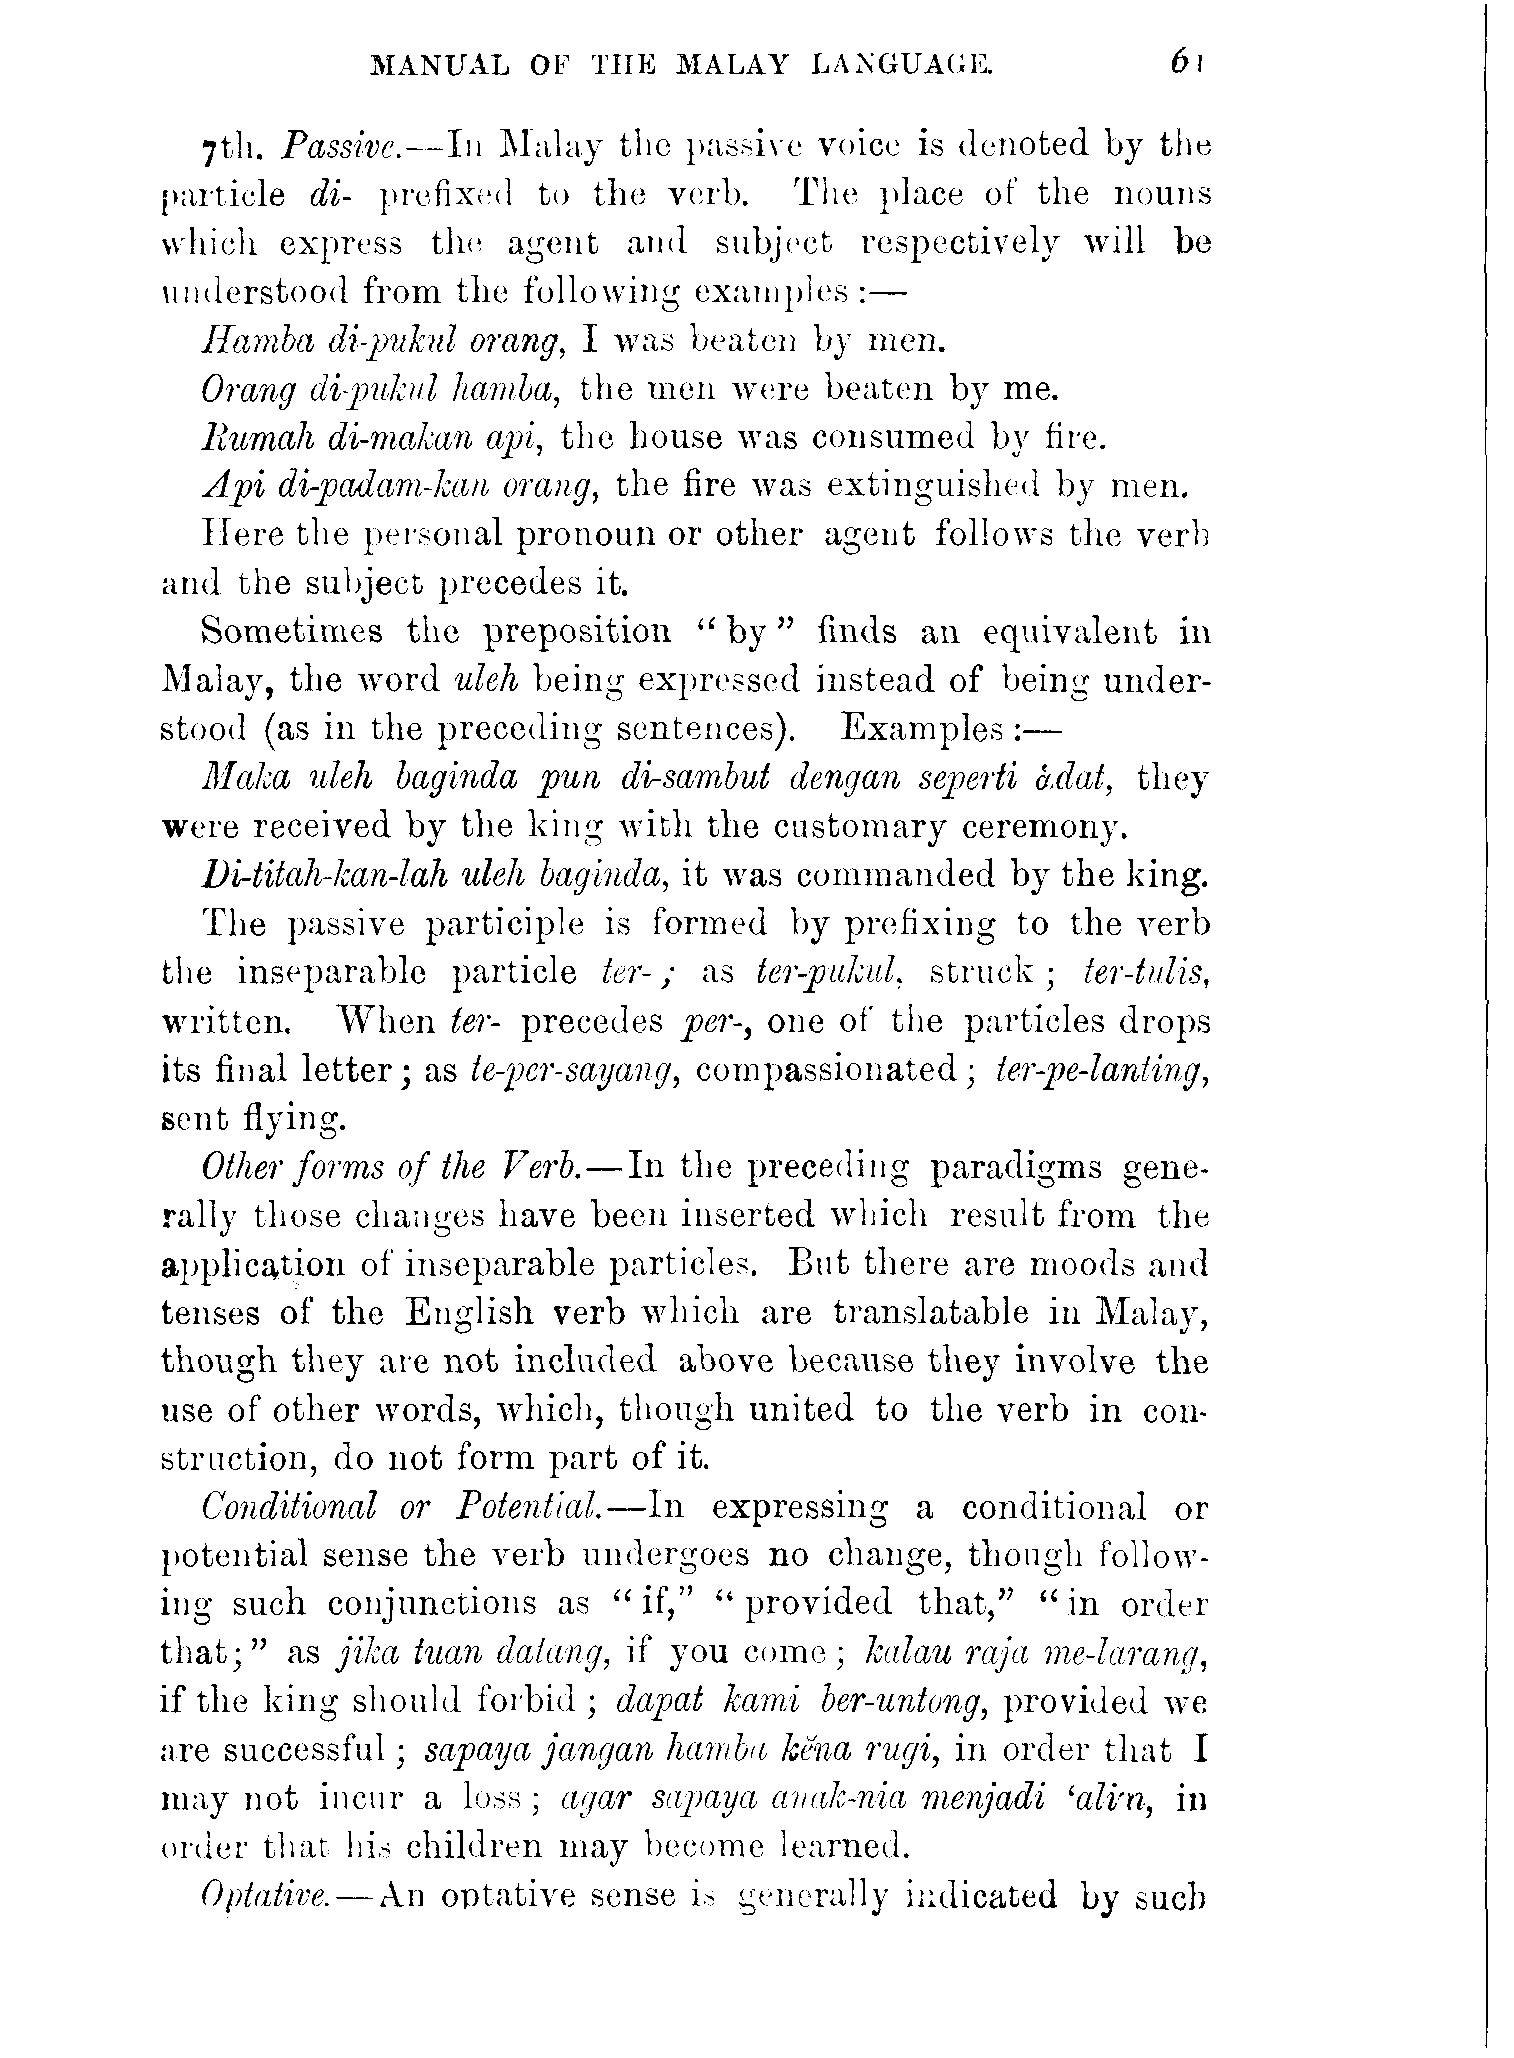 MANUAL OF THE MALAY LANGUAGE. 61
7th. Passive.—In Malay the passive voice is denoted by the
particle di- prefixed to the verb. The place of the nouns
which express the agent and subject respectively will be
understood from the following examples :—
Hamba di-pukul orang, I was beaten by men.
Orang di-pukul hamba, the men were beaten by me.
Rumah di-makan api, the house was consumed by fire.
Api di-padam-kan orang, the fire was extinguished by men.
Here the personal pronoun or other agent follows the verb
and the subject precedes it.
Sometimes the preposition “by” finds an equivalent in
Malay, the word uleh being expressed instead of being under-
stood (as in the preceding sentences). Examples :—
Maka uleh baginda pun di-sambut dengan seperti ādat, they
were received by the king with the customary ceremony.
Di-titah-kan-lah uleh baginda, it was commanded by the king.
The passive participle is formed by prefixing to the verb
the inseparable particle ter- ; as ter-pukul, struck ; ter-tulis,
written. When ter- precedes per-, one of the particles drops
its final letter ; as te-per-sayang, compassionated ; ter-pe-lanting,
sent flying.
Other forms of the Verb.—In the preceding paradigms gene-
rally those changes have been inserted which result from the
application of inseparable particles. But there are moods and
tenses of the English verb which are translatable in Malay,
though they are not included above because they involve the
use of other words, which, though united to the verb in con-
struction, do not form part of it.
Conditional or Potential.—In expressing a conditional or
potential sense the verb undergoes no change, though follow-
ing such conjunctions as “if,” “provided that,” “in order
that;” as jika tuan datang, if you come ; kalau raja me-larang,
if the king should forbid ; dapat kami ber-untong, provided we
are successful ; sapaya jangan hamba kĕna rugi, in order that I
may not incur a loss ; agar sapaya anak-nia menjadi ‘alim, in
order that his children may become learned.
Optative.—An optative sense is generally indicated by such